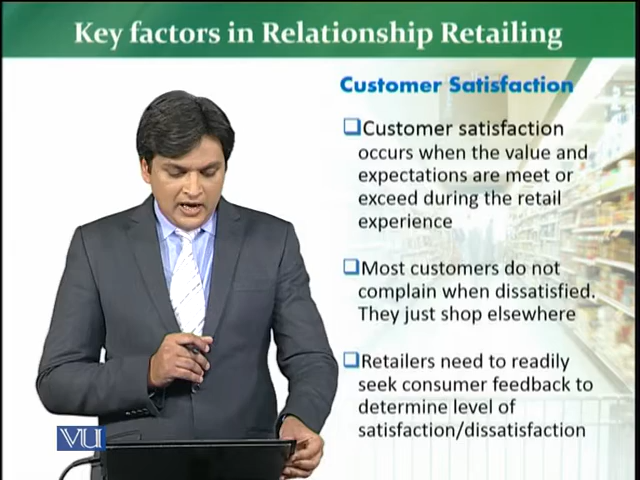 Key factors in Relationship Retailing
Customer Satisfaction
Customer satisfaction
occurs when the value and
expectations are meet or
exceed during the retail
experience
Most customers do not
complain when dissatisfied.
They just shop elsewhere
Retailers need to readily
seek consumer feedback to
determine level of
satisfaction/dissatisfaction
VU